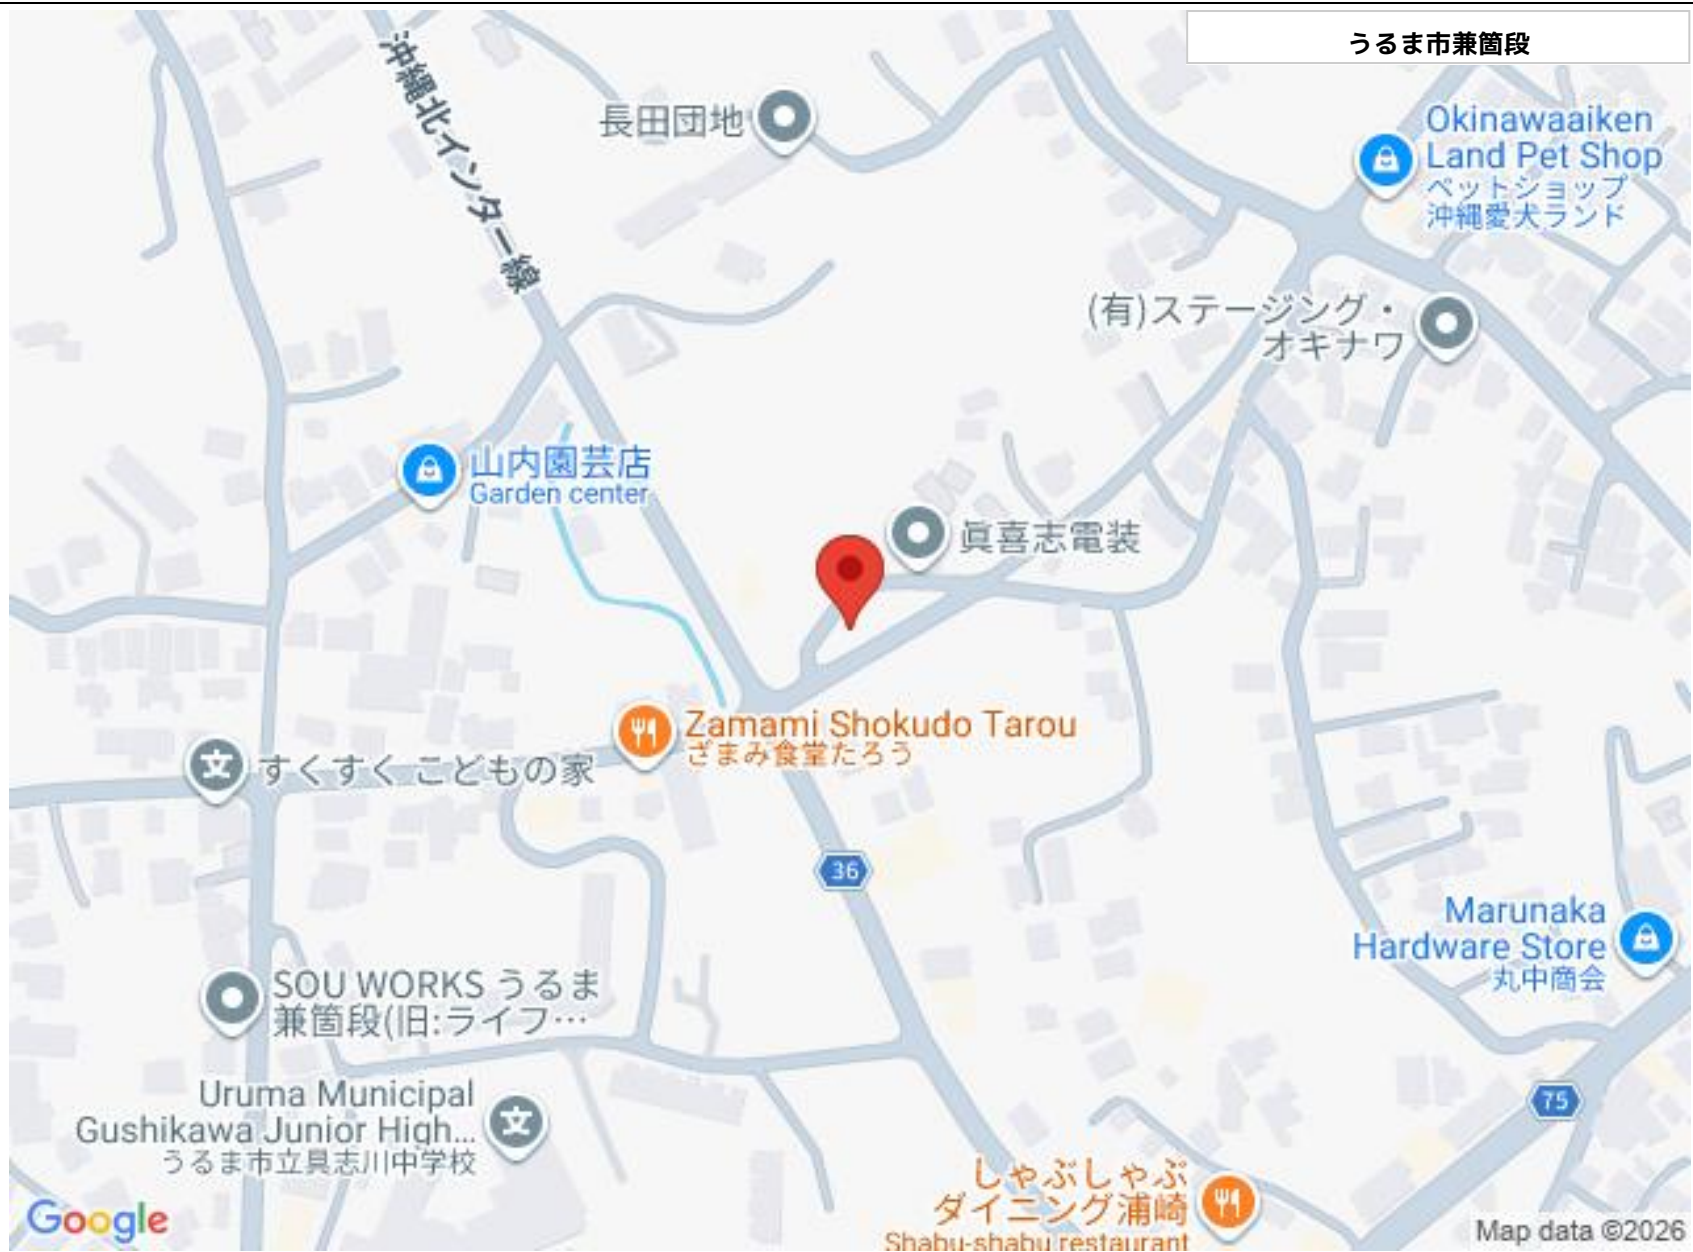 うるま市兼箇段
沖縄北インター線
長田団地
Okinawaaiken
Land Pet Shop
ペットショップ
沖縄愛犬ランド
(有)ステージング・
オキナワ
山内園芸店
Garden center
眞喜志電装
Zamami Shokudo Tarou
ざまみ食堂たろう
すくすく こどもの家
36
Marunaka
Hardware Store
丸中商会
SOU WORKS うるま
兼箇段(旧:ライフ…
75
Uruma Municipal
Gushikawa Junior High...
うるま市立具志川中学校
しゃぶしゃぶ
ダイニング浦崎
Shabu-shabu restaurant
Google
Map data ©2026